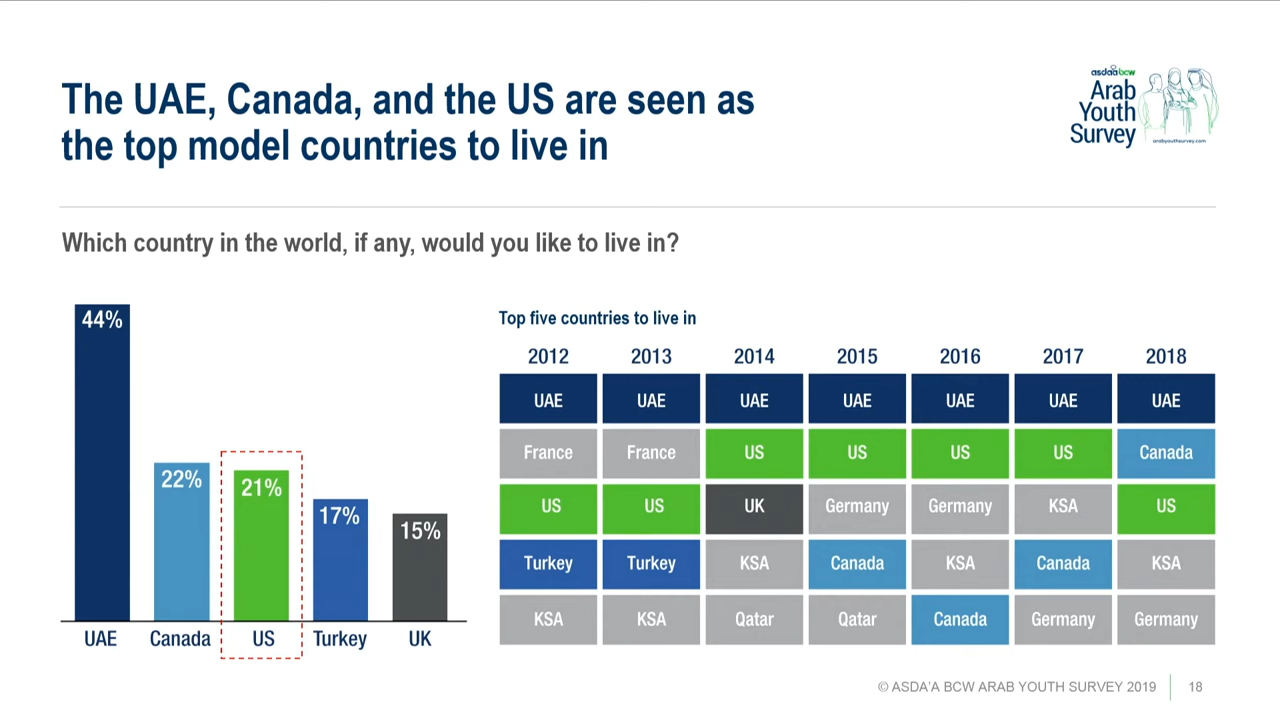 The UAE, Canada, and the US are seen as
the top model countries to live in
asdaa bcw
Arab
Youth
Survey
arabyouthsurvey.com
Which country in the world, if any, would you like to live in?
44%
22%
21%
17%
15%
UAE Canada US Turkey UK
Top five countries to live in
2012 2013 2014 2015 2016 2017 2018
UAE UAE UAE UAE UAE UAE UAE
France France US US US US Canada
US US UK Germany Germany KSA US
Turkey Turkey KSA Canada KSA Canada KSA
KSA KSA Qatar Qatar Canada Germany Germany
© ASDA'A BCW ARAB YOUTH SURVEY 2019 18